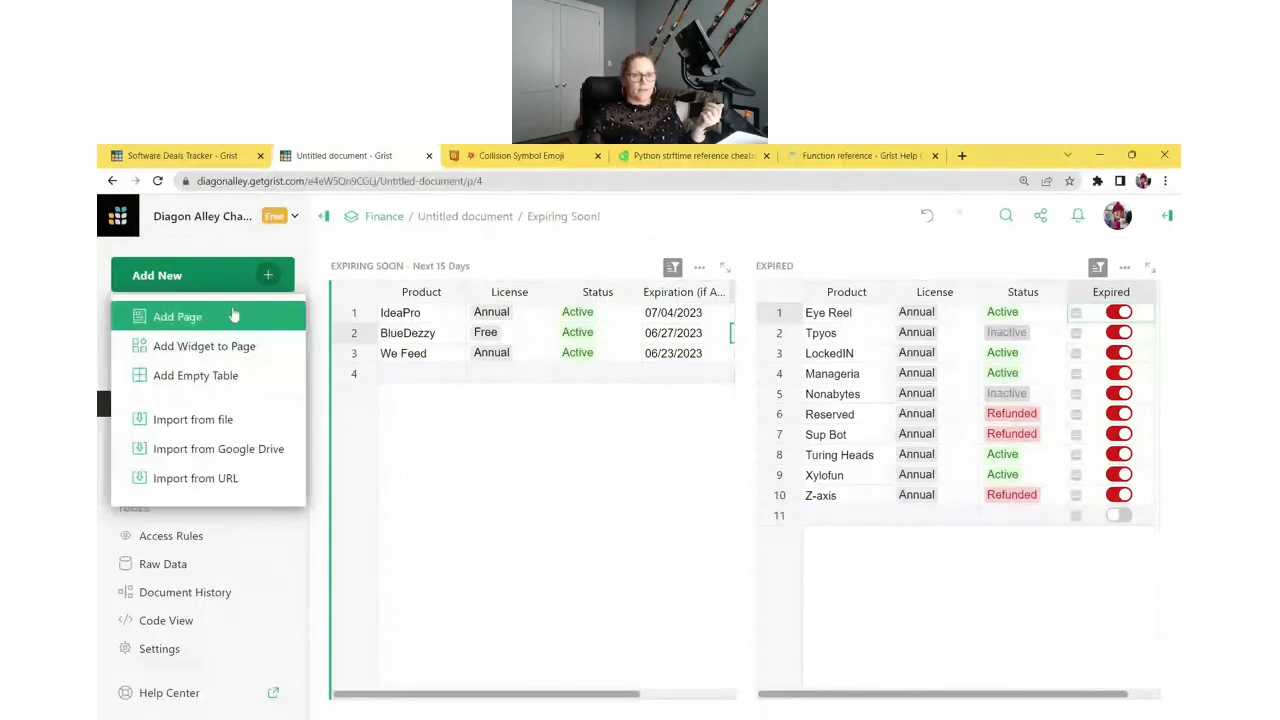 Software Deals Tracker - Grist
Untitled document - Grist
Collision Symbol Emoji
Python strftime reference cheats
Function reference - Grist Help
diagonalley.getgrist.com/e4eW5Qn9CGLj/Untitled-document/p/4
Diagon Alley Cha... Free
Finance / Untitled document / Expiring Soon!
Add New
Add Page
Add Widget to Page
Add Empty Table
Import from file
Import from Google Drive
Import from URL
TOOLS
Access Rules
Raw Data
Document History
Code View
Settings
Help Center
EXPIRING SOON - Next 15 Days
Product License Status Expiration (if A...
1 IdeaPro Annual Active 07/04/2023
2 BlueDezzy Free Active 06/27/2023
3 We Feed Annual Active 06/23/2023
4
EXPIRED
Product License Status Expired
1 Eye Reel Annual Active
2 Tpyos Annual Inactive
3 LockedIN Annual Active
4 Manageria Annual Active
5 Nonabytes Annual Inactive
6 Reserved Annual Refunded
7 Sup Bot Annual Refunded
8 Turing Heads Annual Active
9 Xylofun Annual Active
10 Z-axis Annual Refunded
11